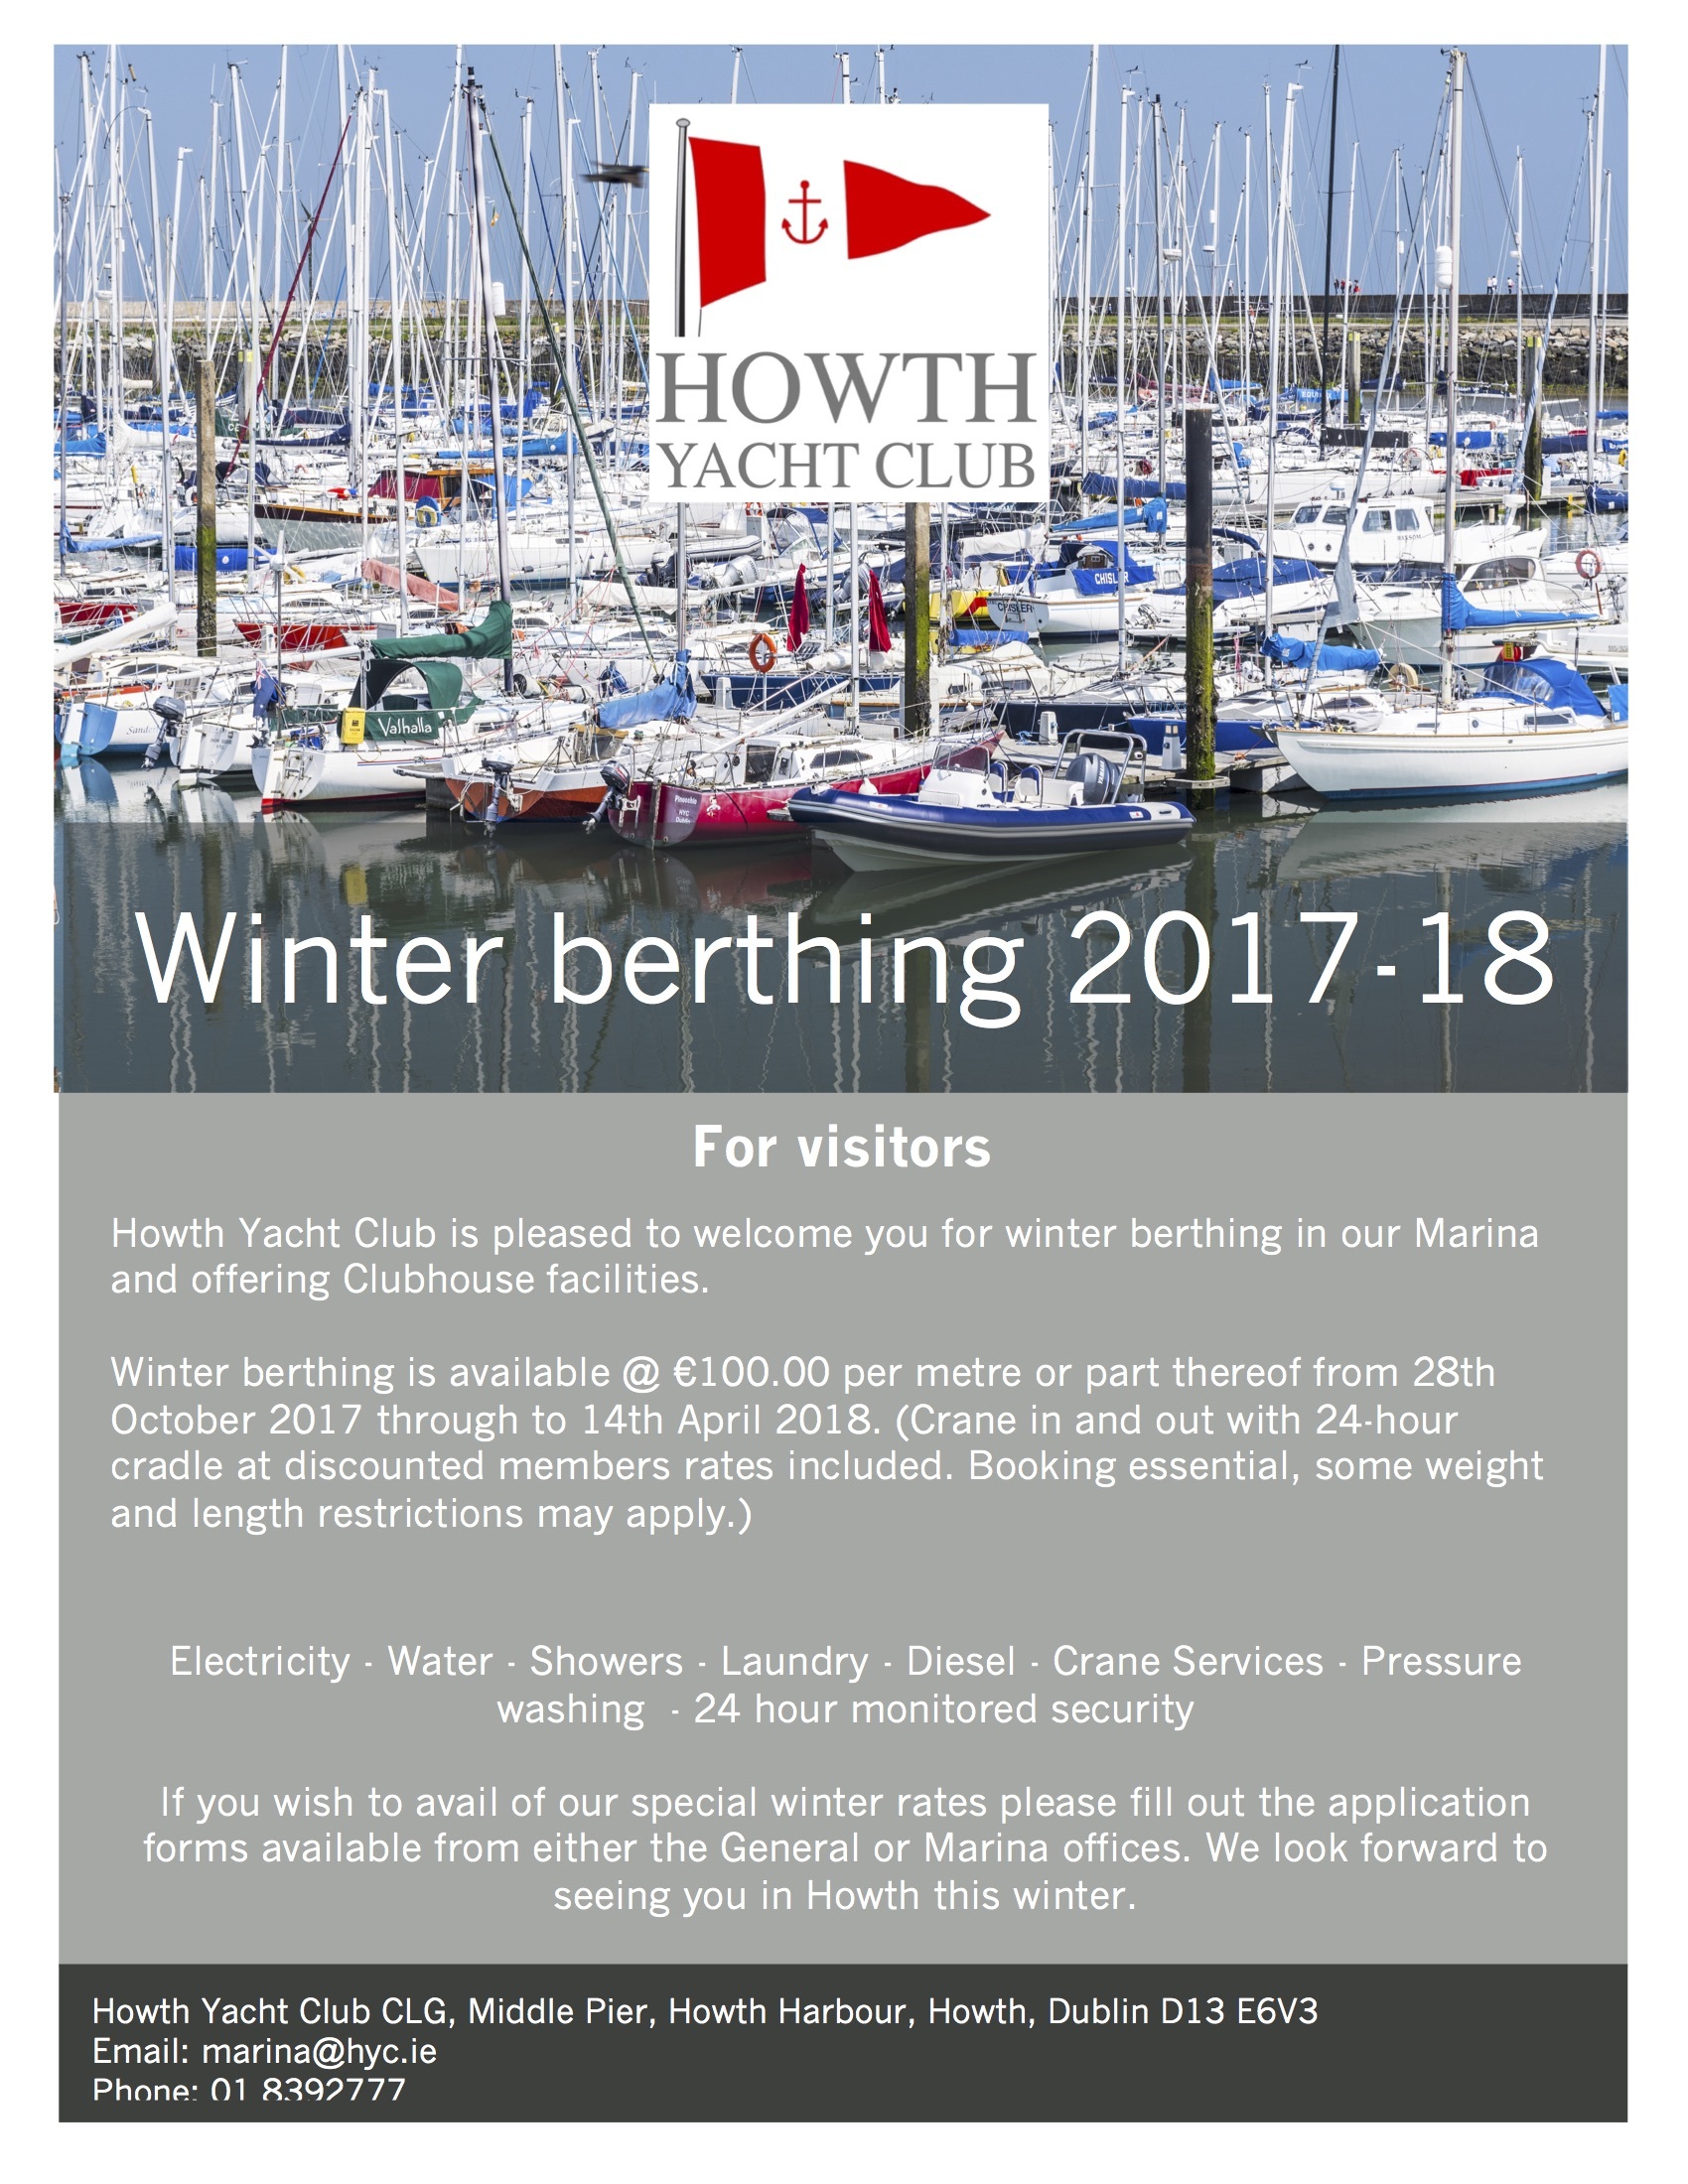 HOWTH
YACHT CLUB
CHISLER
Valhalla
Pinocchio
HYC
Dublin
YAMAHA
Winter berthing 2017-18
For visitors
Howth Yacht Club is pleased to welcome you for winter berthing in our Marina
and offering Clubhouse facilities.
Winter berthing is available @ €100.00 per metre or part thereof from 28th
October 2017 through to 14th April 2018. (Crane in and out with 24-hour
cradle at discounted members rates included. Booking essential, some weight
and length restrictions may apply.)
Electricity - Water - Showers - Laundry - Diesel - Crane Services - Pressure
washing - 24 hour monitored security
If you wish to avail of our special winter rates please fill out the application
forms available from either the General or Marina offices. We look forward to
seeing you in Howth this winter.
Howth Yacht Club CLG, Middle Pier, Howth Harbour, Howth, Dublin D13 E6V3
Email: marina@hyc.ie
Phone: 01 8392777